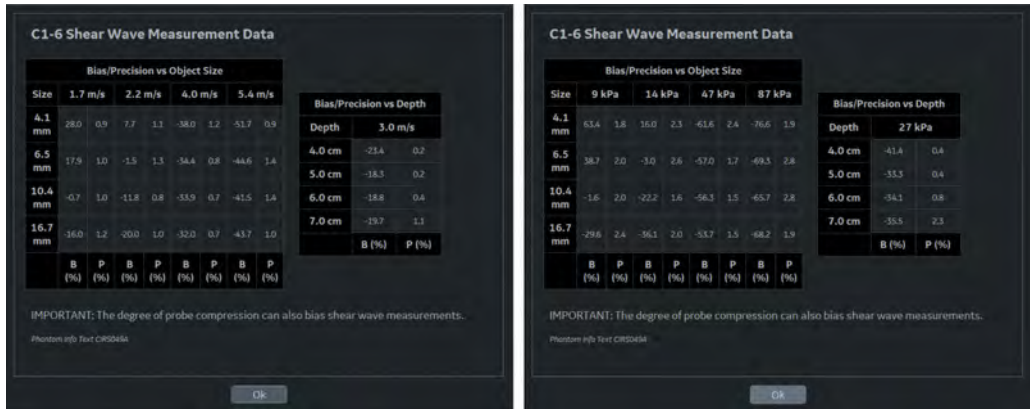 C1-6 Shear Wave Measurement Data
Bias/Precision vs Object Size
Size 1.7 m/s 2.2 m/s 4.0 m/s 5.4 m/s
4.1 mm 28.0 0.9 7.7 1.1 -38.0 1.2 -51.7 0.9
6.5 mm 17.9 1.0 -1.5 1.3 -34.4 0.8 -44.6 1.4
10.4 mm -0.7 1.0 -11.8 0.8 -33.9 0.7 -41.5 1.4
16.7 mm -16.0 1.2 -20.0 1.0 -32.0 0.7 -43.7 1.0
B (%) P (%) B (%) P (%) B (%) P (%) B (%) P (%)
Bias/Precision vs Depth
Depth 3.0 m/s
4.0 cm -23.4 0.2
5.0 cm -18.3 0.2
6.0 cm -18.8 0.4
7.0 cm -19.7 1.1
B (%) P (%)
IMPORTANT: The degree of probe compression can also bias shear wave measurements.
Phantom Info Text CIRS049A
Ok
C1-6 Shear Wave Measurement Data
Bias/Precision vs Object Size
Size 9 kPa 14 kPa 47 kPa 87 kPa
4.1 mm 63.4 1.8 16.0 2.3 -61.6 2.4 -76.6 1.9
6.5 mm 38.7 2.0 -3.0 2.6 -57.0 1.7 -69.3 2.8
10.4 mm -1.6 2.0 -22.2 1.6 -56.3 1.5 -65.7 2.8
16.7 mm -29.6 2.4 -36.1 2.0 -53.7 1.5 -68.2 1.9
B (%) P (%) B (%) P (%) B (%) P (%) B (%) P (%)
Bias/Precision vs Depth
Depth 27 kPa
4.0 cm -41.4 0.4
5.0 cm -33.3 0.4
6.0 cm -34.1 0.8
7.0 cm -35.5 2.3
B (%) P (%)
IMPORTANT: The degree of probe compression can also bias shear wave measurements.
Phantom Info Text CIRS049A
Ok